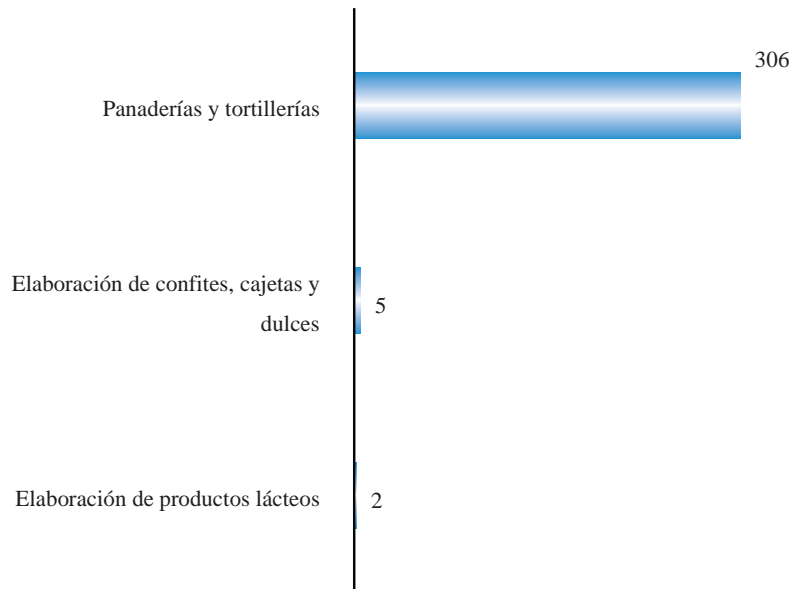 306
Panaderías y tortillerías
Elaboración de confites, cajetas y
dulces
5
Elaboración de productos lácteos
2